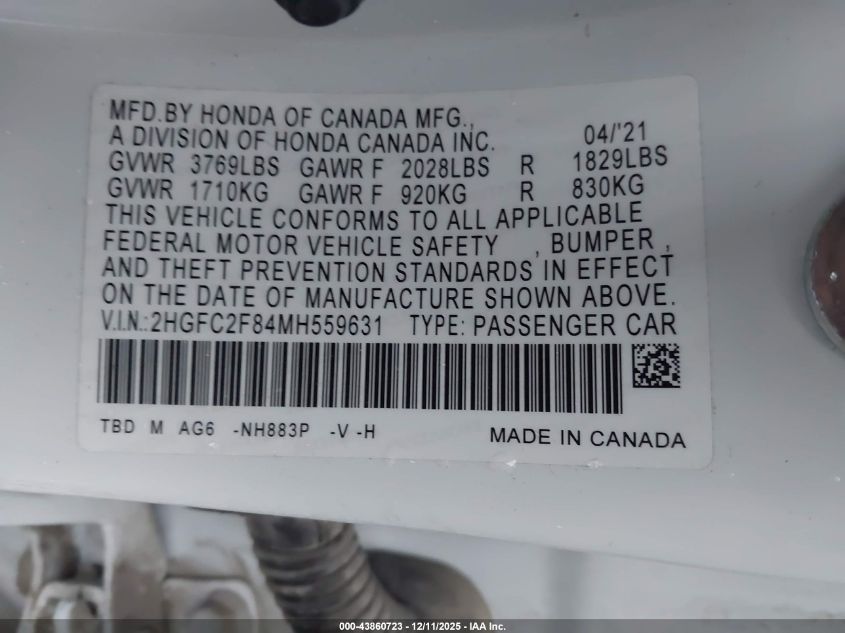 MFD.BY HONDA OF CANADA MFG.,
A DIVISION OF HONDA CANADA INC. 04/'21
GVWR 3769LBS GAWR F 2028LBS R 1829LBS
GVWR 1710KG GAWR F 920KG R 830KG
THIS VEHICLE CONFORMS TO ALL APPLICABLE
FEDERAL MOTOR VEHICLE SAFETY , BUMPER ,
AND THEFT PREVENTION STANDARDS IN EFFECT
ON THE DATE OF MANUFACTURE SHOWN ABOVE.
V.I.N.:2HGFC2F84MH559631 TYPE: PASSENGER CAR
TBD M AG6 -NH883P -V -H MADE IN CANADA
000-43860723 - 12/11/2025 - IAA Inc.